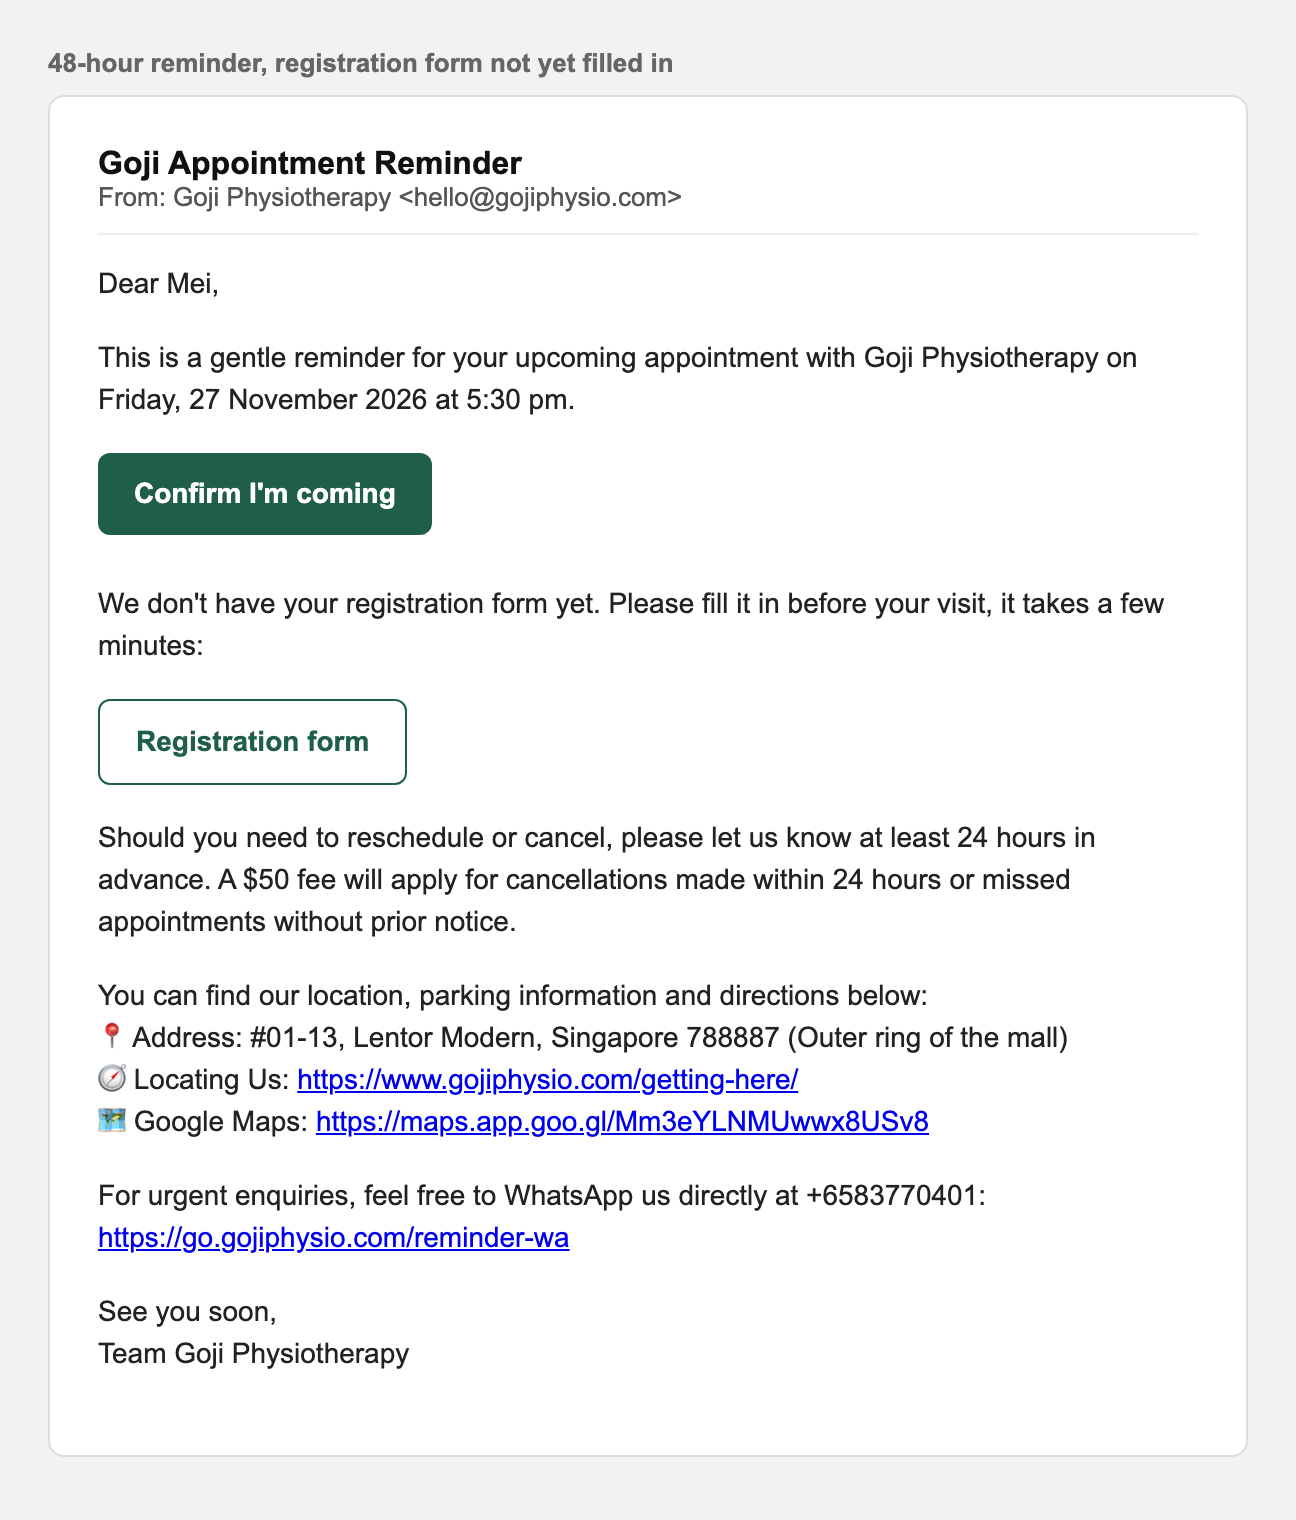 48-hour reminder, registration form not yet filled in
Goji Appointment Reminder
From: Goji Physiotherapy <hello@gojiphysio.com>
Dear Mei,
This is a gentle reminder for your upcoming appointment with Goji Physiotherapy on
Friday, 27 November 2026 at 5:30 pm.
Confirm I'm coming
We don't have your registration form yet. Please fill it in before your visit, it takes a few
minutes:
Registration form
Should you need to reschedule or cancel, please let us know at least 24 hours in
advance. A $50 fee will apply for cancellations made within 24 hours or missed
appointments without prior notice.
You can find our location, parking information and directions below:
📍 Address: #01-13, Lentor Modern, Singapore 788887 (Outer ring of the mall)
🧭 Locating Us: https://www.gojiphysio.com/getting-here/
🗺️ Google Maps: https://maps.app.goo.gl/Mm3eYLNMUwwx8USv8
For urgent enquiries, feel free to WhatsApp us directly at +6583770401:
https://go.gojiphysio.com/reminder-wa
See you soon,
Team Goji Physiotherapy